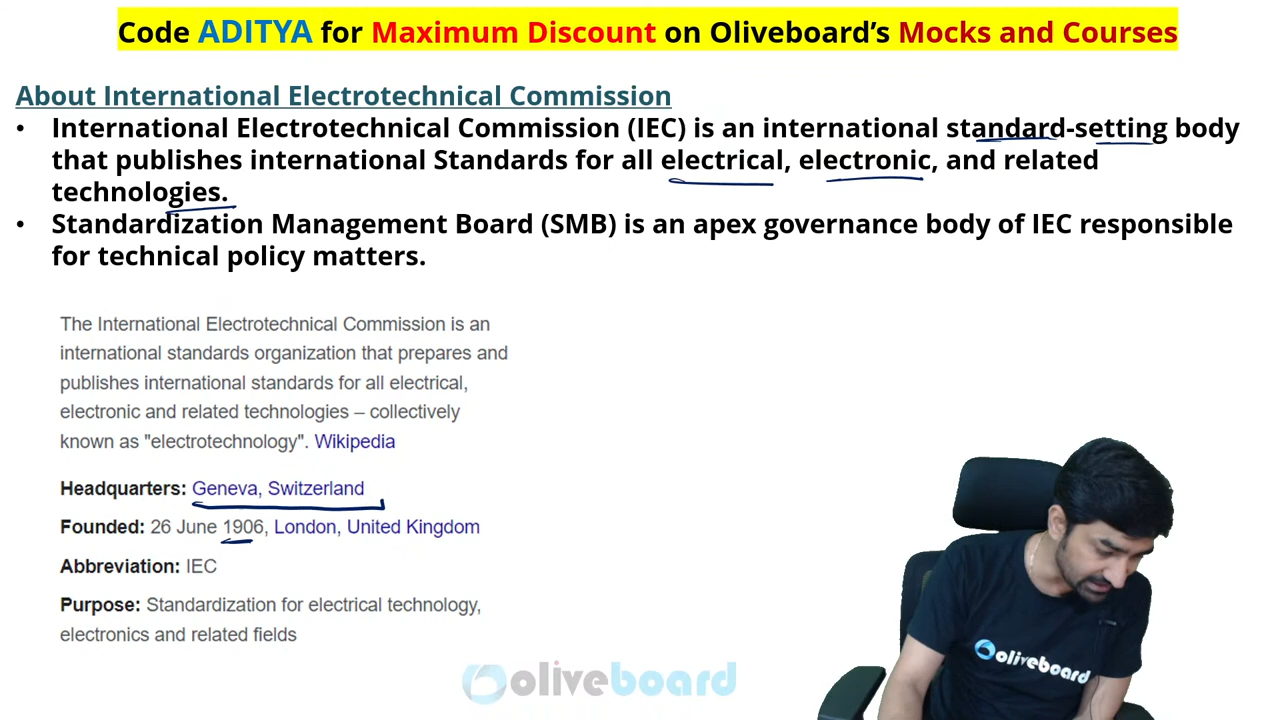 Code ADITYA for Maximum Discount on Oliveboard's Mocks and Courses
About International Electrotechnical Commission
• International Electrotechnical Commission (IEC) is an international standard-setting body
that publishes international Standards for all electrical, electronic, and related
technologies.
• Standardization Management Board (SMB) is an apex governance body of IEC responsible
for technical policy matters.
The International Electrotechnical Commission is an
international standards organization that prepares and
publishes international standards for all electrical,
electronic and related technologies – collectively
known as "electrotechnology". Wikipedia
Headquarters: Geneva, Switzerland
Founded: 26 June 1906, London, United Kingdom
Abbreviation: IEC
Purpose: Standardization for electrical technology,
electronics and related fields
oliveboard
oliveboard